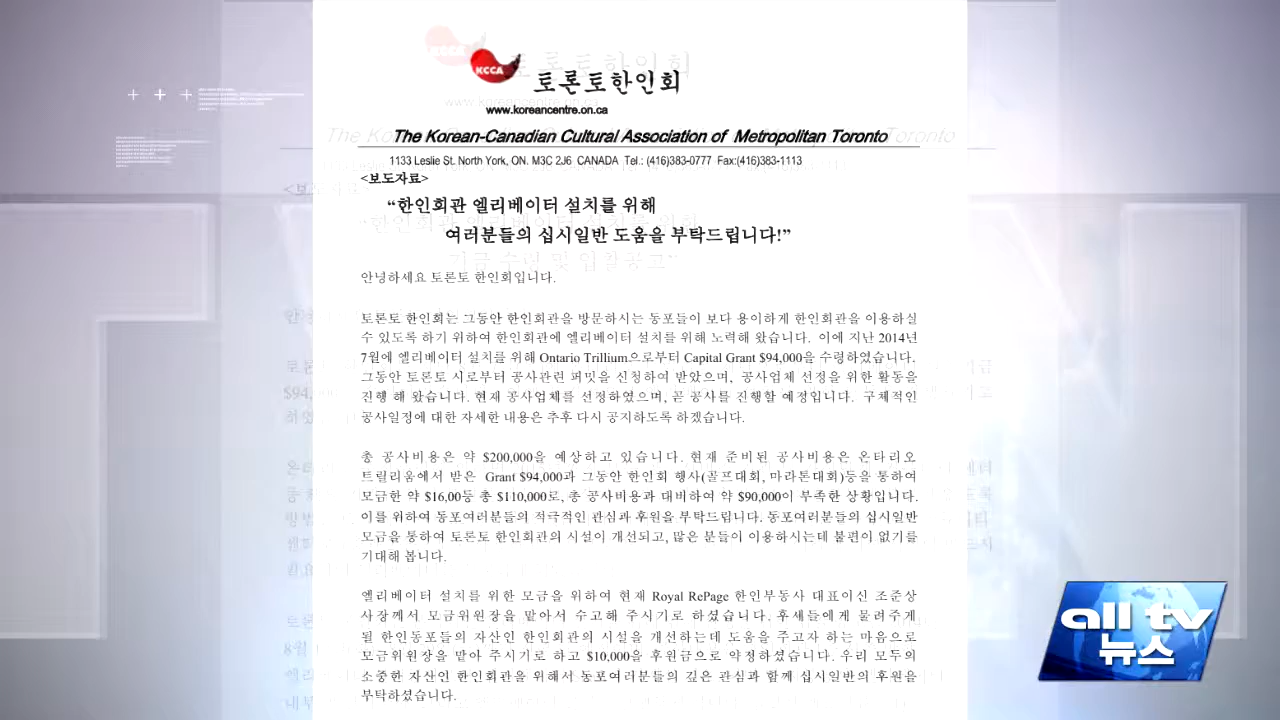 KCCA
토론토한인회
www.koreancentre.on.ca
The Korean-Canadian Cultural Association of Metropolitan Toronto
1133 Leslie St. North York, ON. M3C 2J6 CANADA Tel.: (416)383-0777 Fax:(416)383-1113
<보도자료>
“한인회관 엘리베이터 설치를 위해
여러분들의 십시일반 도움을 부탁드립니다!”
안녕하세요 토론토 한인회입니다.
토론토 한인회는 그동안 한인회관을 방문하시는 동포들이 보다 용이하게 한인회관을 이용하실
수 있도록 하기 위하여 한인회관에 엘리베이터 설치를 위해 노력해 왔습니다. 이에 지난 2014년
7월에 엘리베이터 설치를 위해 Ontario Trillium으로부터 Capital Grant $94,000을 수령하였습니다.
그동안 토론토 시로부터 공사관련 퍼밋을 신청하여 받았으며, 공사업체 선정을 위한 활동을
진행 해 왔습니다. 현재 공사업체를 선정하였으며, 곧 공사를 진행할 예정입니다. 구체적인
공사일정에 대한 자세한 내용은 추후 다시 공지하도록 하겠습니다.
총 공사비용은 약 $200,000을 예상하고 있습니다. 현재 준비된 공사비용은 온타리오
트릴리움에서 받은 Grant $94,000과 그동안 한인회 행사(골프대회, 마라톤대회)등을 통하여
모금한 약 $16,00등 총 $110,000로, 총 공사비용과 대비하여 약 $90,000이 부족한 상황입니다.
이를 위하여 동포여러분들의 적극적인 관심과 후원을 부탁드립니다. 동포여러분들의 십시일반
모금을 통하여 토론토 한인회관의 시설이 개선되고, 많은 분들이 이용하시는데 불편이 없기를
기대해 봅니다.
엘리베이터 설치를 위한 모금을 위하여 현재 Royal RePage 한인부동사 대표이신 조준상
사장께서 모금위원장을 맡아서 수고해 주시기로 하셨습니다. 후세들에게 물려주게
될 한인동포들의 자산인 한인회관의 시설을 개선하는데 도움을 주고자 하는 마음으로
모금위원장을 맡아 주시기로 하고 $10,000을 후원금으로 약정하셨습니다. 우리 모두의
소중한 자산인 한인회관을 위해서 동포여러분들의 깊은 관심과 함께 십시일반의 후원을
부탁하셨습니다.
all tv
뉴스